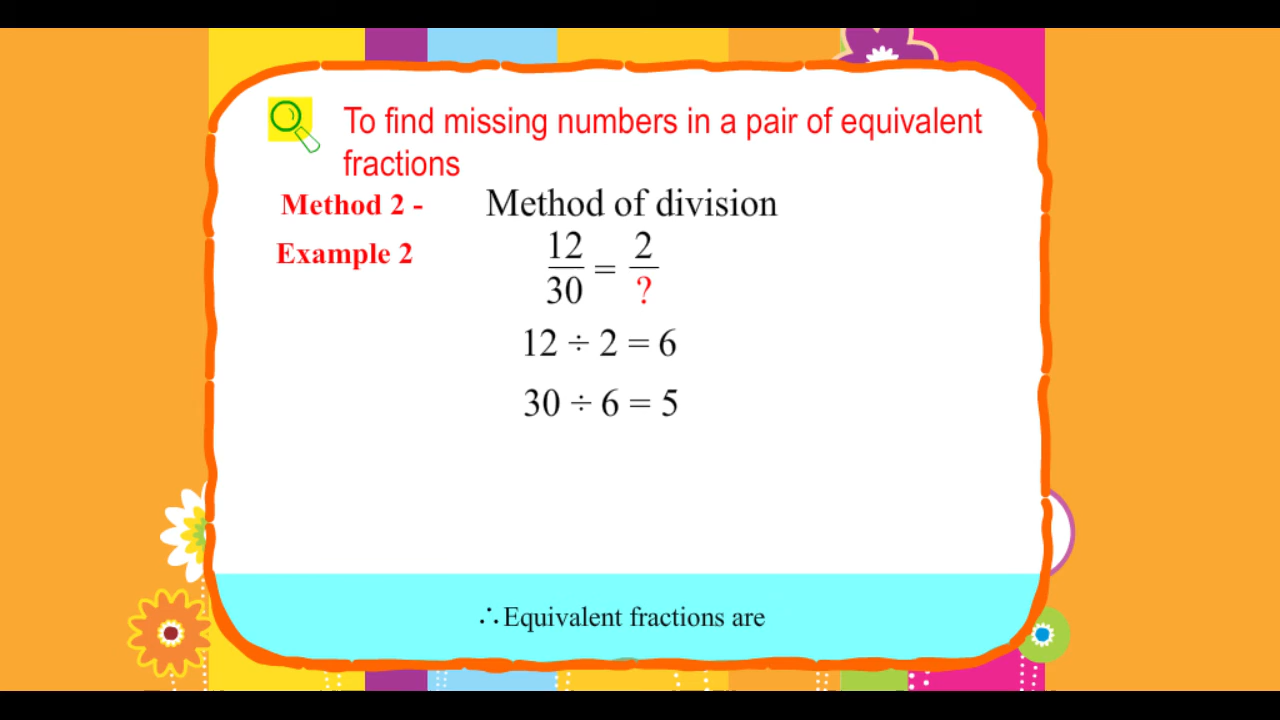 To find missing numbers in a pair of equivalent
fractions
Method 2 - Method of division
Example 2
12/30 = 2/?
12 ÷ 2 = 6
30 ÷ 6 = 5
∴ Equivalent fractions are